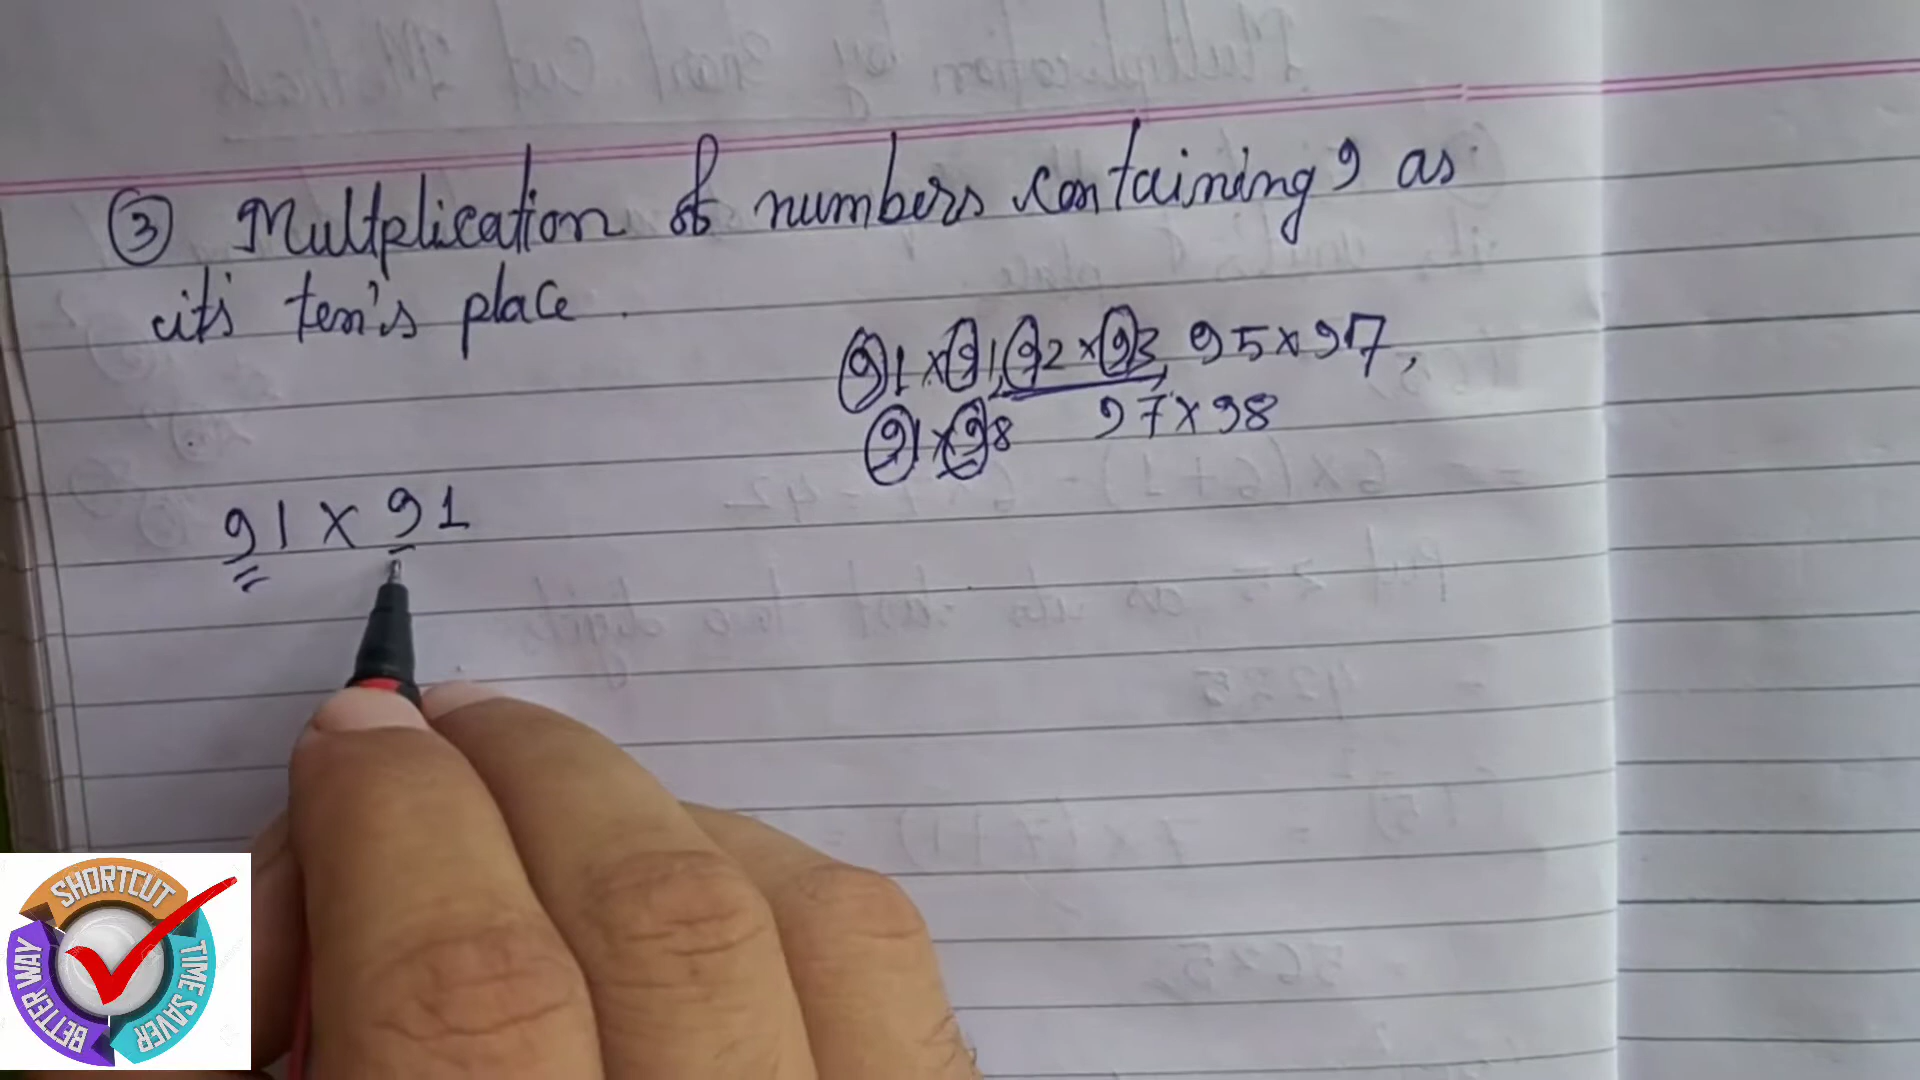 ③ Multplication of numbers containing 9 as
its ten's place
91 x 91, 92 x 93, 95 x 97,
91 x 98 97 x 98
91 x 91
SHORTCUT
BETTER WAY
TIME SAVER